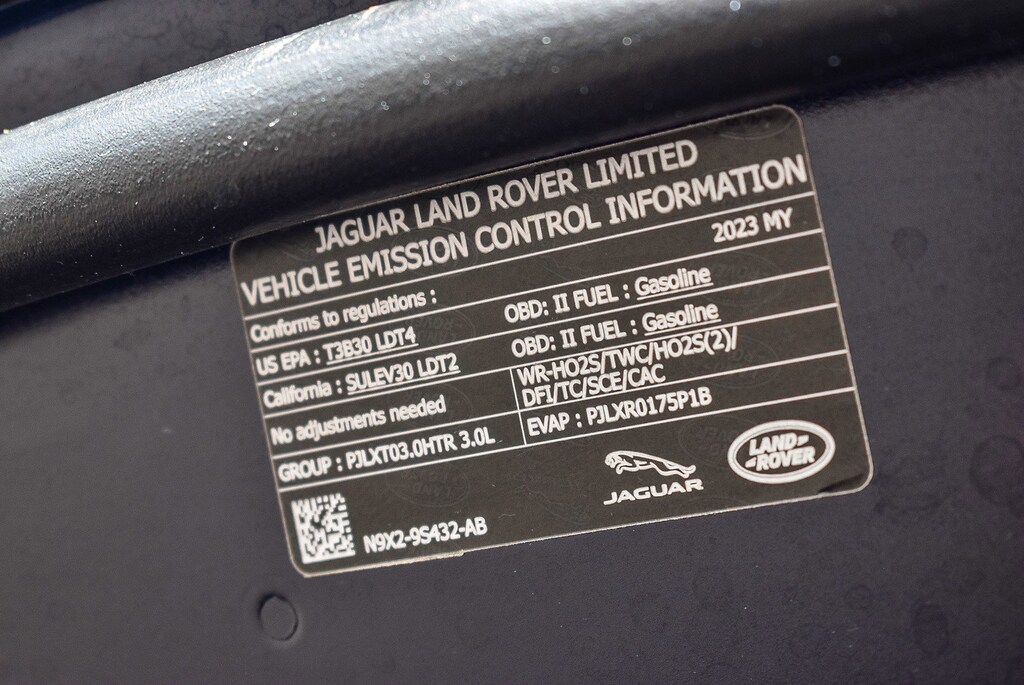 JAGUAR LAND ROVER LIMITED
VEHICLE EMISSION CONTROL INFORMATION
Conforms to regulations : 2023 MY
US EPA : T3B30 LDT4 OBD: II FUEL : Gasoline
California : SULEV30 LDT2 OBD: II FUEL : Gasoline
No adjustments needed
WR-HO2S/TWC/HO2S(2)/
DFI/TC/SCE/CAC
GROUP : PJLXT03.0HTR 3.0L EVAP : PJLXR0175P1B
JAGUAR
LAND-
-ROVER
N9X2-9S432-AB